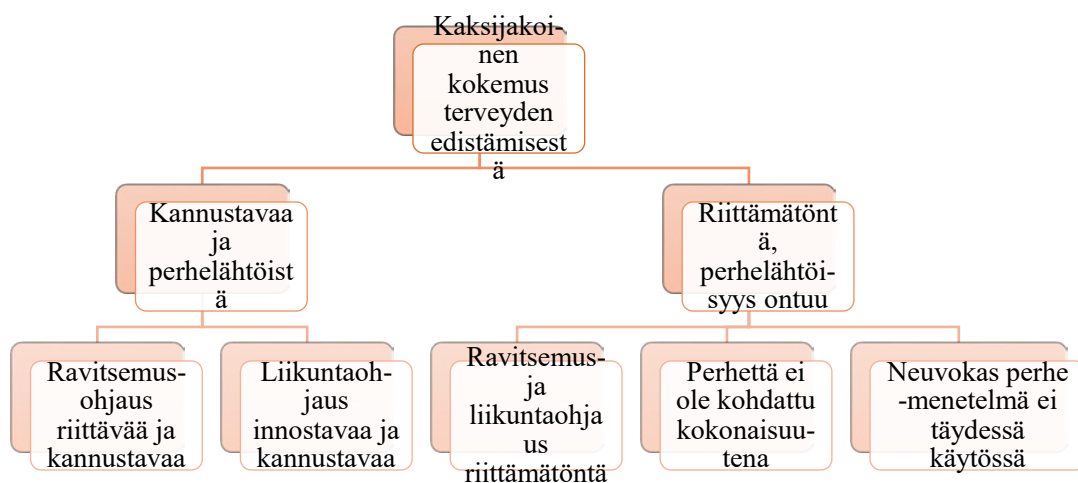 Kaksijakoi-
nen
kokemus
terveyden
edistämisest
ä
Kannustavaa
ja
perhelähtöist
ä
Riittämätönt
ä,
perhelähtöi-
syys ontuu
Ravitsemus-
ohjaus
riittävää ja
kannustavaa
Liikuntaoh-
jaus
innostavaa ja
kannustavaa
Ravitsemus-
ja
liikuntaohja
us
riittämätöntä
Perhettä ei
ole kohdattu
kokonaisuu-
tena
Neuvokas perhe
-menetelmä ei
täydessä
käytössä